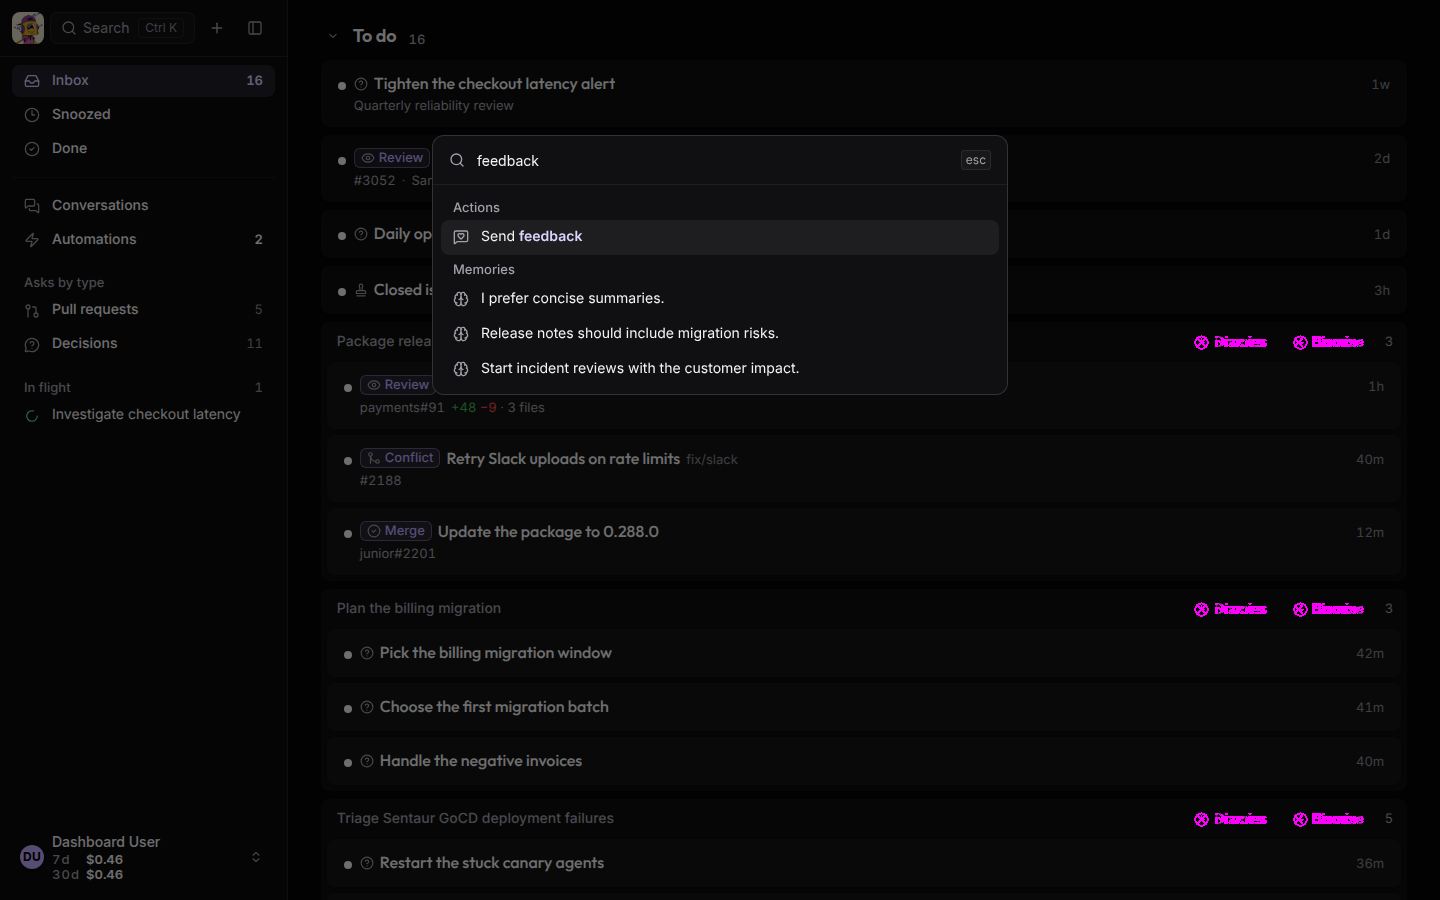 Search Ctrl K
Inbox 16
Snoozed
Done
Conversations
Automations 2
Asks by type
Pull requests 5
Decisions 11
In flight 1
Investigate checkout latency
DU Dashboard User
7d $0.46
30d $0.46
To do 16
Tighten the checkout latency alert 1w
Quarterly reliability review
Review 2d
#3052 ·
Daily 1d
Closed 3h
feedback esc
Actions
Send feedback
Memories
I prefer concise summaries.
Release notes should include migration risks.
Start incident reviews with the customer impact.
Package 3
Review 1h
payments#91 +48 −9 · 3 files
Conflict Retry Slack uploads on rate limits fix/slack 40m
#2188
Merge Update the package to 0.288.0 12m
junior#2201
Plan the billing migration 3
Pick the billing migration window 42m
Choose the first migration batch 41m
Handle the negative invoices 40m
Triage Sentaur GoCD deployment failures 5
Restart the stuck canary agents 36m